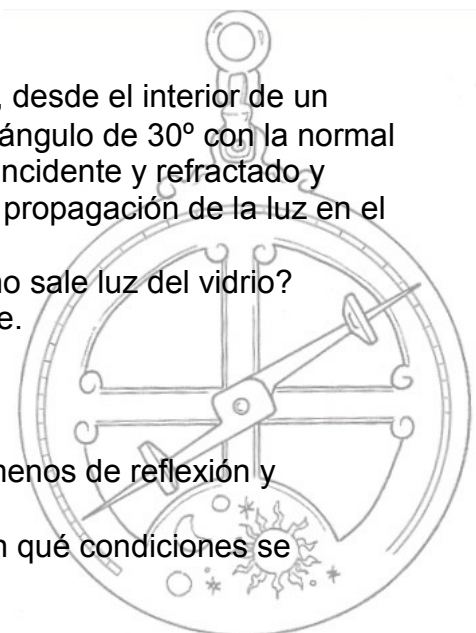 , desde el interior de un
ángulo de 30º con la normal
ncidente y refractado y
propagación de la luz en el
no sale luz del vidrio?
e.
menos de reflexión y
n qué condiciones se